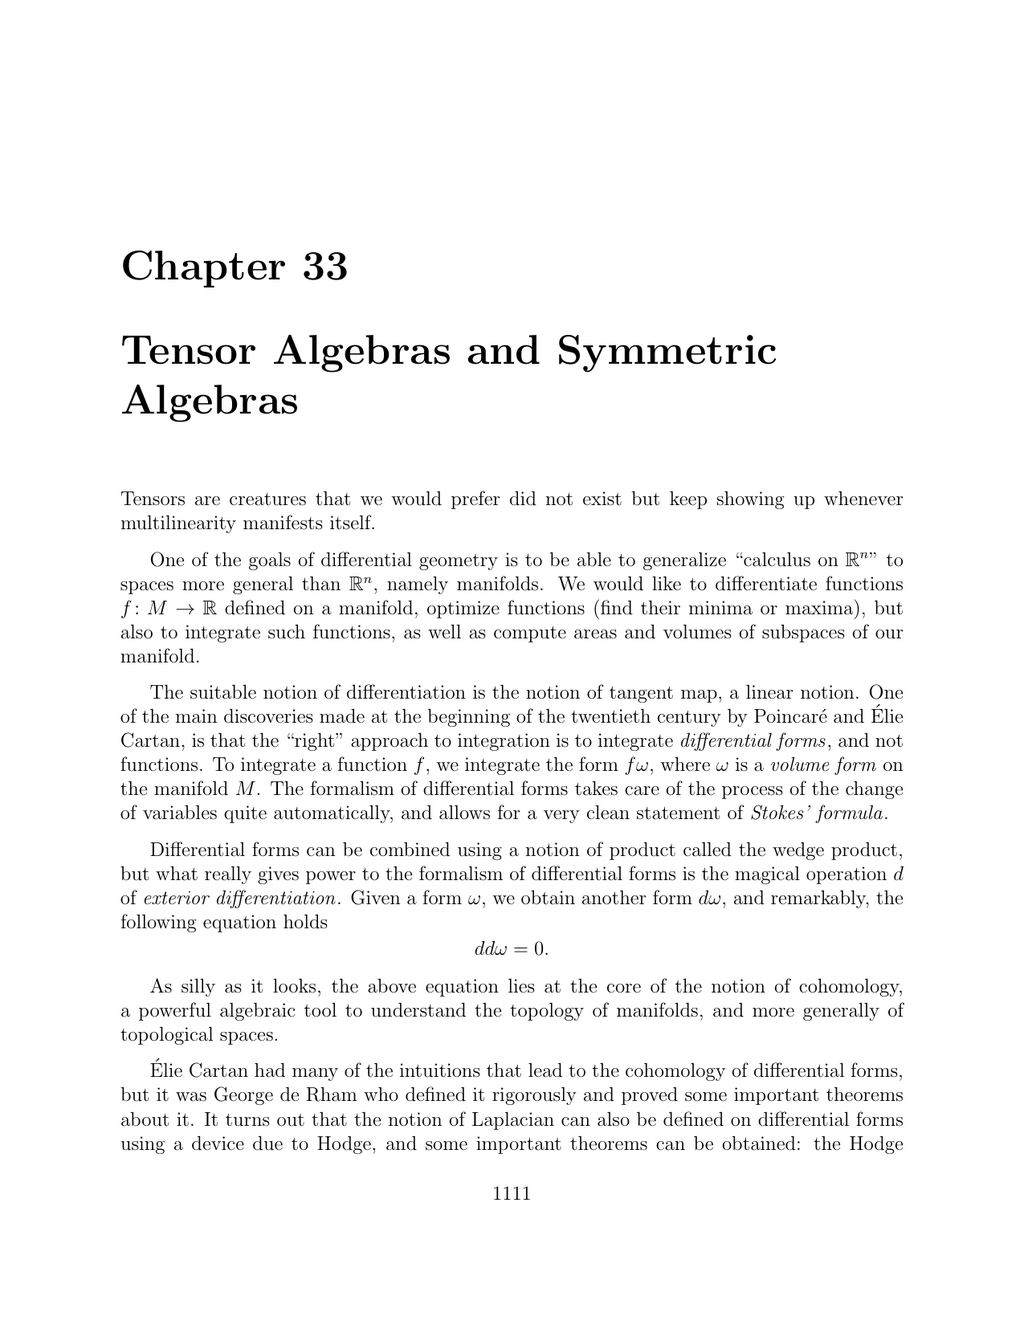 Chapter 33
Tensor Algebras and Symmetric
Algebras
Tensors are creatures that we would prefer did not exist but keep showing up whenever
multilinearity manifests itself.
One of the goals of differential geometry is to be able to generalize “calculus on ℝⁿ” to
spaces more general than ℝⁿ, namely manifolds. We would like to differentiate functions
f : M → ℝ defined on a manifold, optimize functions (find their minima or maxima), but
also to integrate such functions, as well as compute areas and volumes of subspaces of our
manifold.
The suitable notion of differentiation is the notion of tangent map, a linear notion. One
of the main discoveries made at the beginning of the twentieth century by Poincaré and Élie
Cartan, is that the “right” approach to integration is to integrate differential forms, and not
functions. To integrate a function f, we integrate the form fω, where ω is a volume form on
the manifold M. The formalism of differential forms takes care of the process of the change
of variables quite automatically, and allows for a very clean statement of Stokes’ formula.
Differential forms can be combined using a notion of product called the wedge product,
but what really gives power to the formalism of differential forms is the magical operation d
of exterior differentiation. Given a form ω, we obtain another form dω, and remarkably, the
following equation holds
ddω = 0.
As silly as it looks, the above equation lies at the core of the notion of cohomology,
a powerful algebraic tool to understand the topology of manifolds, and more generally of
topological spaces.
Élie Cartan had many of the intuitions that lead to the cohomology of differential forms,
but it was George de Rham who defined it rigorously and proved some important theorems
about it. It turns out that the notion of Laplacian can also be defined on differential forms
using a device due to Hodge, and some important theorems can be obtained: the Hodge
1111